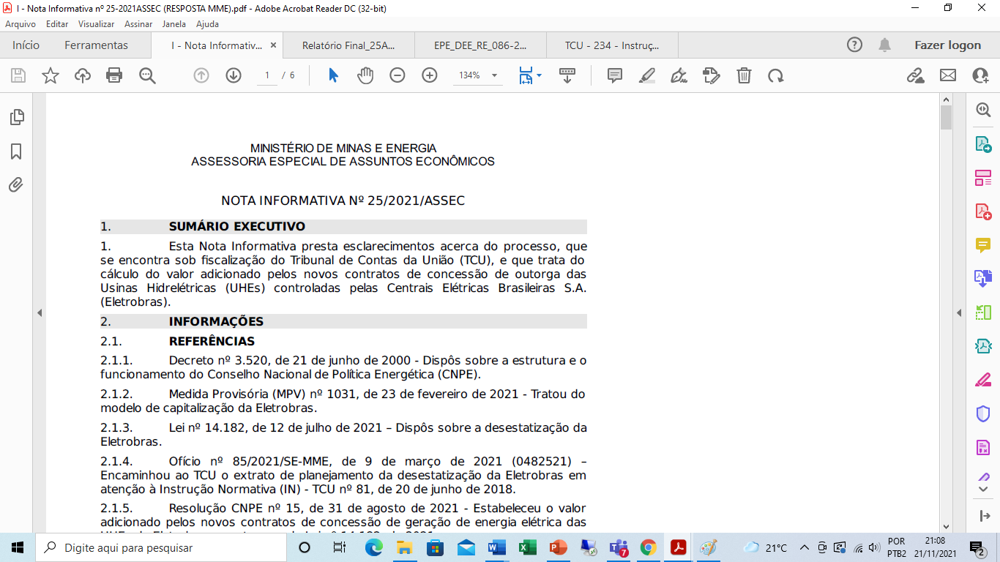 I - Nota Informativa nº 25-2021ASSEC (RESPOSTA MME).pdf - Adobe Acrobat Reader DC (32-bit)
Arquivo Editar Visualizar Assinar Janela Ajuda
Início Ferramentas I - Nota Informativ... × Relatório Final_25A... EPE_DEE_RE_086-2... TCU - 234 - Instruç... Fazer logon
1 / 6 134%
MINISTÉRIO DE MINAS E ENERGIA
ASSESSORIA ESPECIAL DE ASSUNTOS ECONÔMICOS
NOTA INFORMATIVA Nº 25/2021/ASSEC
1. SUMÁRIO EXECUTIVO
1. Esta Nota Informativa presta esclarecimentos acerca do processo, que
se encontra sob fiscalização do Tribunal de Contas da União (TCU), e que trata do
cálculo do valor adicionado pelos novos contratos de concessão de outorga das
Usinas Hidrelétricas (UHEs) controladas pelas Centrais Elétricas Brasileiras S.A.
(Eletrobras).
2. INFORMAÇÕES
2.1. REFERÊNCIAS
2.1.1. Decreto nº 3.520, de 21 de junho de 2000 - Dispôs sobre a estrutura e o
funcionamento do Conselho Nacional de Política Energética (CNPE).
2.1.2. Medida Provisória (MPV) nº 1031, de 23 de fevereiro de 2021 - Tratou do
modelo de capitalização da Eletrobras.
2.1.3. Lei nº 14.182, de 12 de julho de 2021 – Dispôs sobre a desestatização da
Eletrobras.
2.1.4. Ofício nº 85/2021/SE-MME, de 9 de março de 2021 (0482521) –
Encaminhou ao TCU o extrato de planejamento da desestatização da Eletrobras em
atenção à Instrução Normativa (IN) - TCU nº 81, de 20 de junho de 2018.
2.1.5. Resolução CNPE nº 15, de 31 de agosto de 2021 - Estabeleceu o valor
adicionado pelos novos contratos de concessão de geração de energia elétrica das
Digite aqui para pesquisar 7 21°C POR 21:08
PTB2 21/11/2021 2